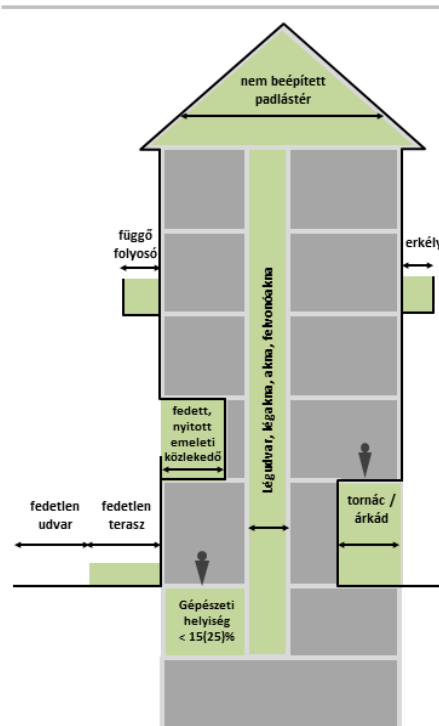 nem beépített
padlástér
függő
folyosó
erkély
Légudvar, légakna, akna, felvonóakna
fedett,
nyitott
emeleti
közlekedő
fedetlen
udvar
fedetlen
terasz
tornác /
árkád
Gépészeti
helyiség
< 15(25)%